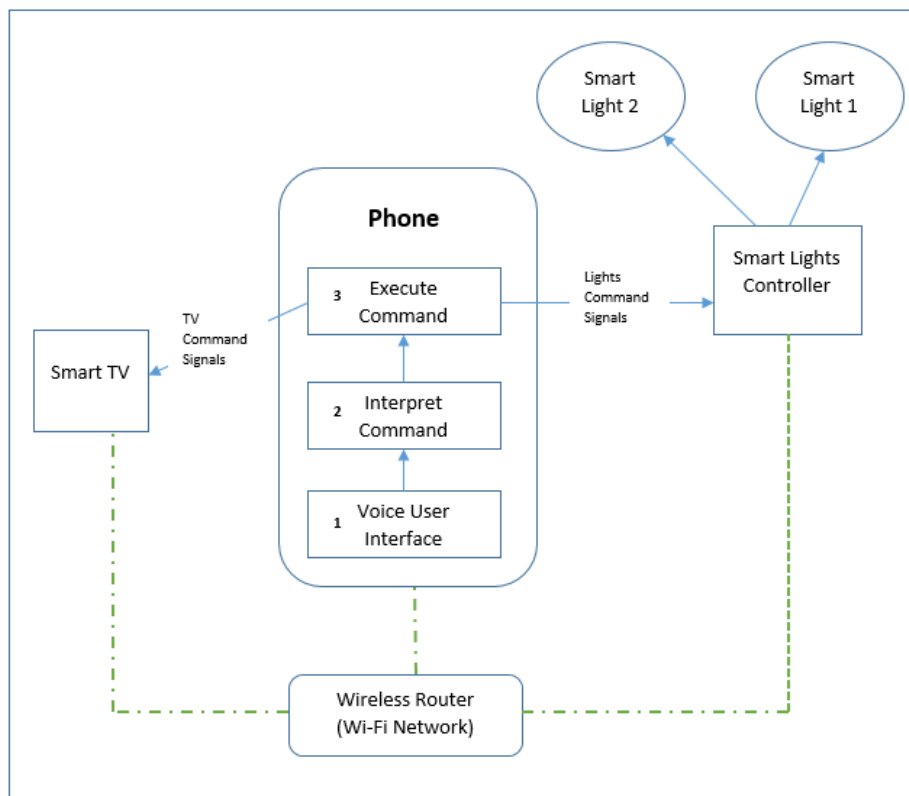 Smart
Light 2
Smart
Light 1
Phone
Smart Lights
Controller
3 Execute
Command
Lights
Command
Signals
TV
Command
Signals
Smart TV
2 Interpret
Command
1 Voice User
Interface
Wireless Router
(Wi-Fi Network)